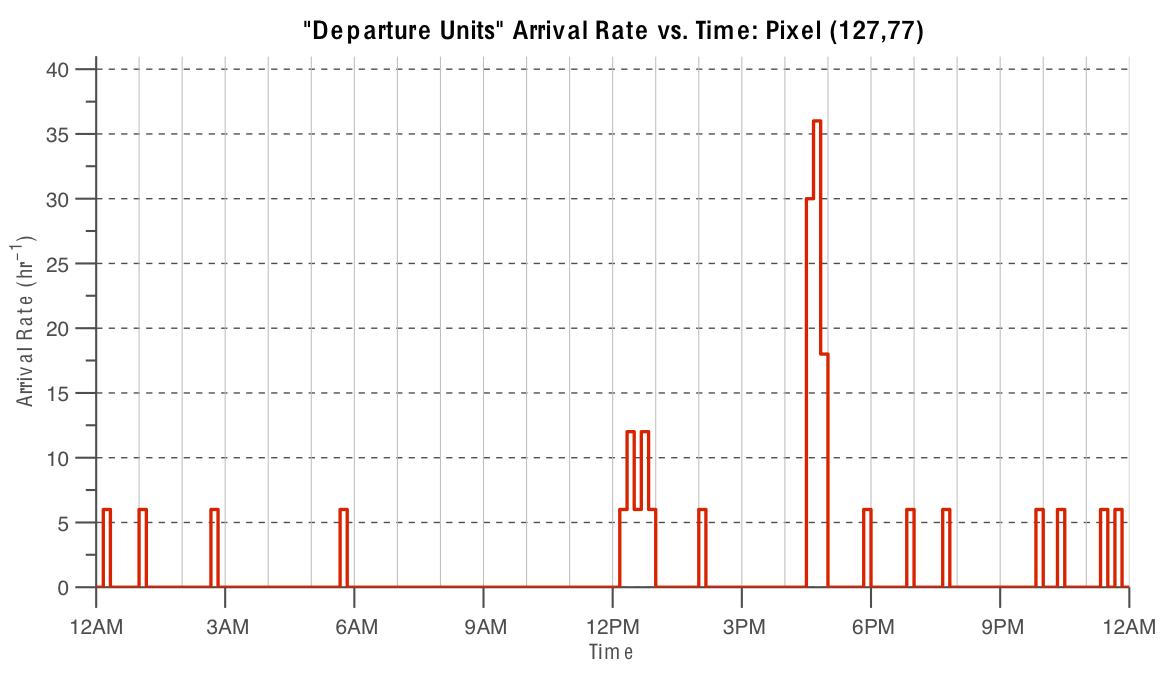 "Departure Units" Arrival Rate vs. Time: Pixel (127,77)
40
35
30
25
20
15
10
5
0
Arrival Rate (hr⁻¹)
12AM 3AM 6AM 9AM 12PM 3PM 6PM 9PM 12AM
Time